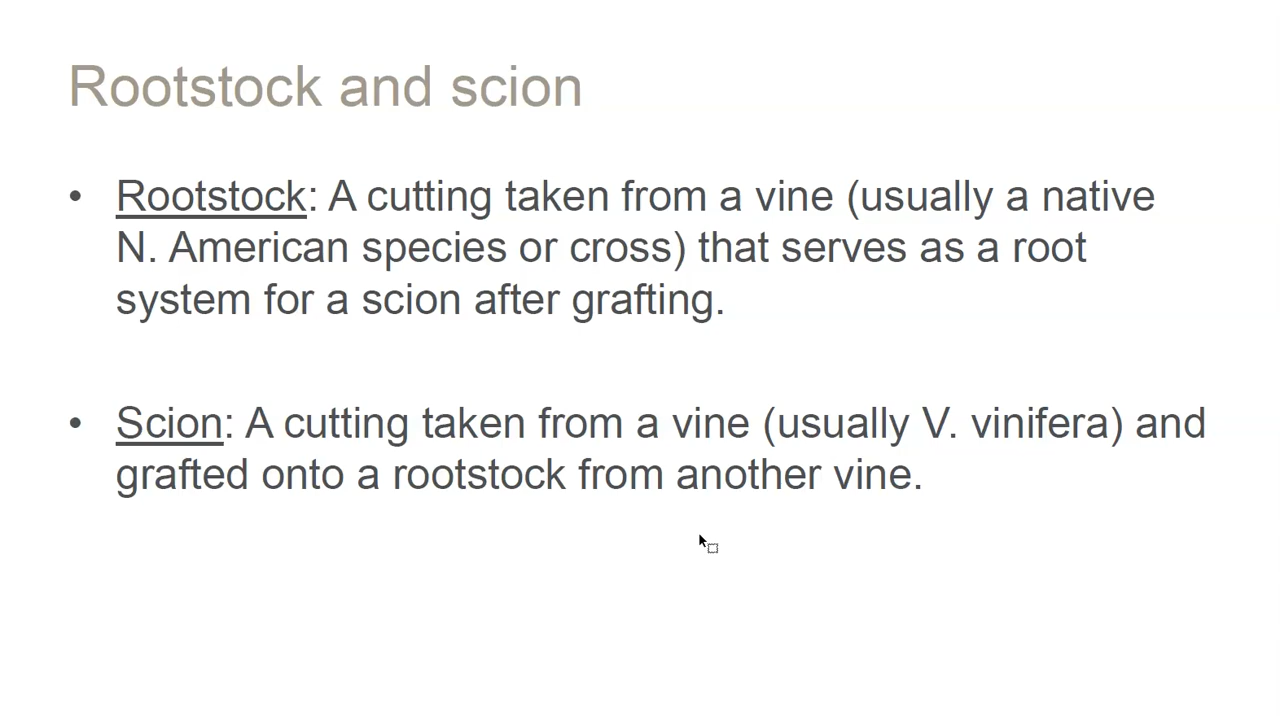 Rootstock and scion
• Rootstock: A cutting taken from a vine (usually a native
N. American species or cross) that serves as a root
system for a scion after grafting.
• Scion: A cutting taken from a vine (usually V. vinifera) and
grafted onto a rootstock from another vine.